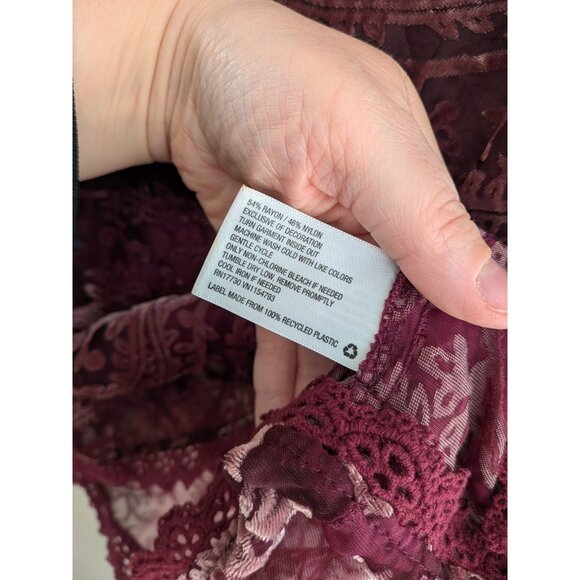 54% RAYON / 46% NYLON
EXCLUSIVE OF DECORATION
TURN GARMENT INSIDE OUT
MACHINE WASH COLD WITH LIKE COLORS
GENTLE CYCLE
ONLY NON-CHLORINE BLEACH IF NEEDED
TUMBLE DRY LOW, REMOVE PROMPTLY
COOL IRON IF NEEDED
RN17730 VN1154793
LABEL MADE FROM 100% RECYCLED PLASTIC